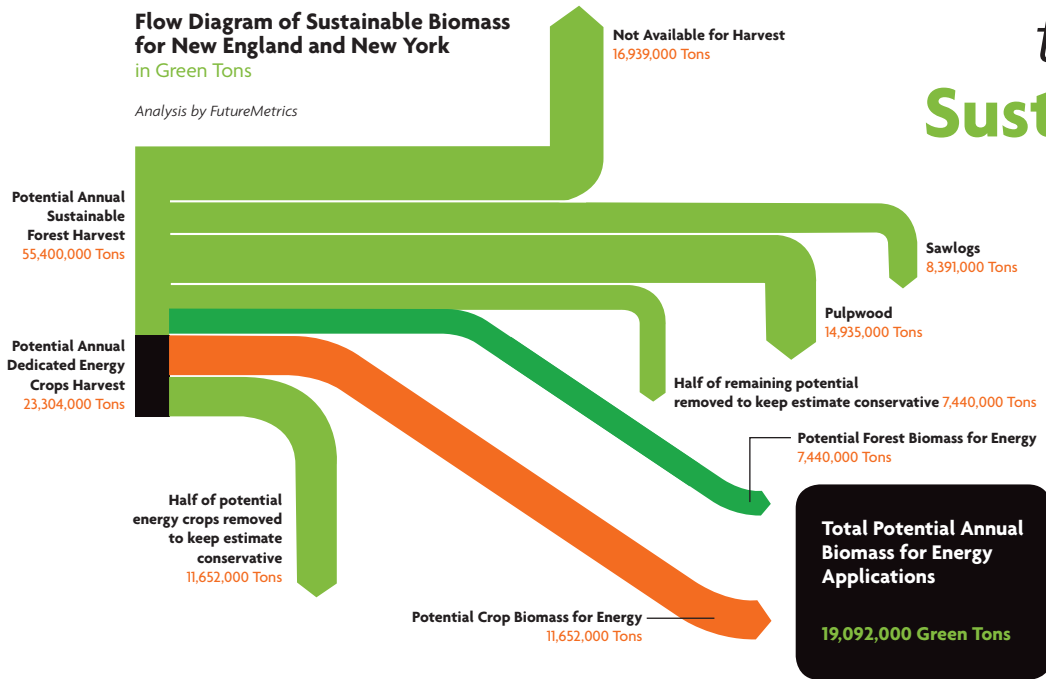 Flow Diagram of Sustainable Biomass
for New England and New York
in Green Tons
Analysis by FutureMetrics
Not Available for Harvest
16,939,000 Tons
t
Sust
Potential Annual
Sustainable
Forest Harvest
55,400,000 Tons
Sawlogs
8,391,000 Tons
Pulpwood
14,935,000 Tons
Potential Annual
Dedicated Energy
Crops Harvest
23,304,000 Tons
Half of remaining potential
removed to keep estimate conservative 7,440,000 Tons
Potential Forest Biomass for Energy
7,440,000 Tons
Half of potential
energy crops removed
to keep estimate
conservative
11,652,000 Tons
Potential Crop Biomass for Energy
11,652,000 Tons
Total Potential Annual
Biomass for Energy
Applications
19,092,000 Green Tons